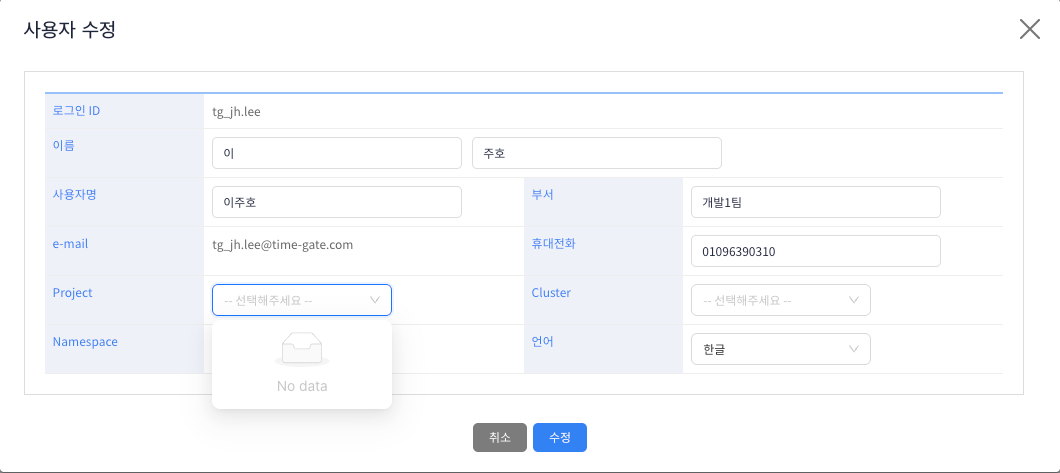 사용자 수정
로그인 ID
tg_jh.lee
이름
이
주호
사용자명
이주호
부서
개발1팀
e-mail
tg_jh.lee@time-gate.com
휴대전화
01096390310
Project
-- 선택해주세요 --
Cluster
-- 선택해주세요 --
Namespace
언어
한글
No data
취소
수정